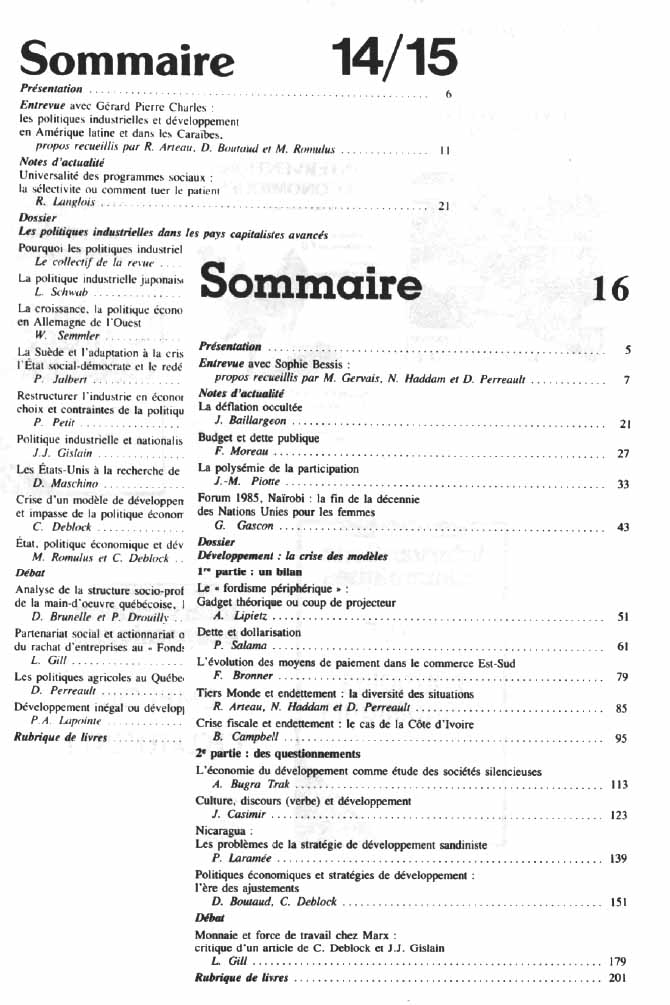 Sommaire 14/15
Présentation 6
Entrevue avec Gérard Pierre Charles :
les politiques industrielles et développement
en Amérique latine et dans les Caraïbes,
propos recueillis par R. Arteau, D. Boutaud et M. Romulus 11
Notes d'actualité
Universalité des programmes sociaux :
la sélectivité ou comment tuer le patient
R. Langlois 21
Dossier
Les politiques industrielles dans les pays capitalistes avancés
Pourquoi les politiques industriel
Le collectif de la revue
La politique industrielle japonais
L. Schwab
La croissance, la politique écono
en Allemagne de l'Ouest
W. Semmler
La Suède et l'adaptation à la cris
l'État social-démocrate et le redé
P. Jalbert
Restructurer l'industrie en écono
choix et contraintes de la politiqu
P. Petit
Politique industrielle et nationalis
J.J. Gislain
Les États-Unis à la recherche de
D. Maschino
Crise d'un modèle de développem
et impasse de la politique économ
C. Deblock
État, politique économique et dév
M. Romulus et C. Deblock
Débat
Analyse de la structure socio-prof
de la main-d'oeuvre québécoise, 1
D. Brunelle et P. Drouilly
Partenariat social et actionnariat o
du rachat d'entreprises au « Fonds
L. Gill
Les politiques agricoles au Québe
D. Perreault
Développement inégal ou dévelop
P.A. Lapointe
Rubrique de livres
Sommaire 16
Présentation 5
Entrevue avec Sophie Bessis :
propos recueillis par M. Gervais, N. Haddam et D. Perreault 7
Notes d'actualité
La déflation occultée
J. Baillargeon 21
Budget et dette publique
F. Moreau 27
La polysémie de la participation
J.-M. Piotte 33
Forum 1985, Naïrobi : la fin de la décennie
des Nations Unies pour les femmes
G. Gascon 43
Dossier
Développement : la crise des modèles
1re partie : un bilan
Le « fordisme périphérique » :
Gadget théorique ou coup de projecteur
A. Lipietz 51
Dette et dollarisation
P. Salama 61
L'évolution des moyens de paiement dans le commerce Est-Sud
F. Bronner 79
Tiers Monde et endettement : la diversité des situations
R. Arteau, N. Haddam et D. Perreault 85
Crise fiscale et endettement : le cas de la Côte d'Ivoire
B. Campbell 95
2e partie : des questionnements
L'économie du développement comme étude des sociétés silencieuses
A. Bugra Trak 113
Culture, discours (verbe) et développement
J. Casimir 123
Nicaragua :
Les problèmes de la stratégie de développement sandiniste
P. Laramée 139
Politiques économiques et stratégies de développement :
l'ère des ajustements
D. Boutaud, C. Deblock 151
Débat
Monnaie et force de travail chez Marx :
critique d'un article de C. Deblock et J.J. Gislain
L. Gill 179
Rubrique de livres 201